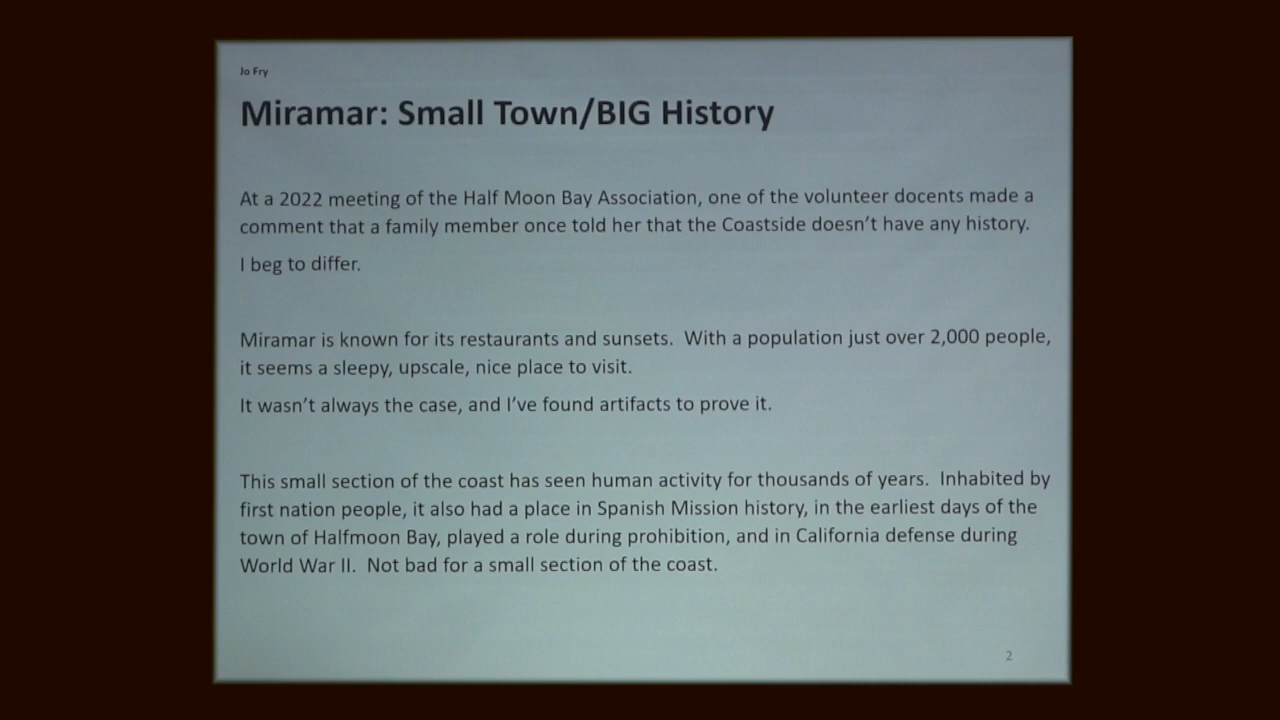 Jo Fry
Miramar: Small Town/BIG History
At a 2022 meeting of the Half Moon Bay Association, one of the volunteer docents made a
comment that a family member once told her that the Coastside doesn't have any history.
I beg to differ.
Miramar is known for its restaurants and sunsets.  With a population just over 2,000 people,
it seems a sleepy, upscale, nice place to visit.
It wasn't always the case, and I've found artifacts to prove it.
This small section of the coast has seen human activity for thousands of years.  Inhabited by
first nation people, it also had a place in Spanish Mission history, in the earliest days of the
town of Halfmoon Bay, played a role during prohibition, and in California defense during
World War II.  Not bad for a small section of the coast.
2